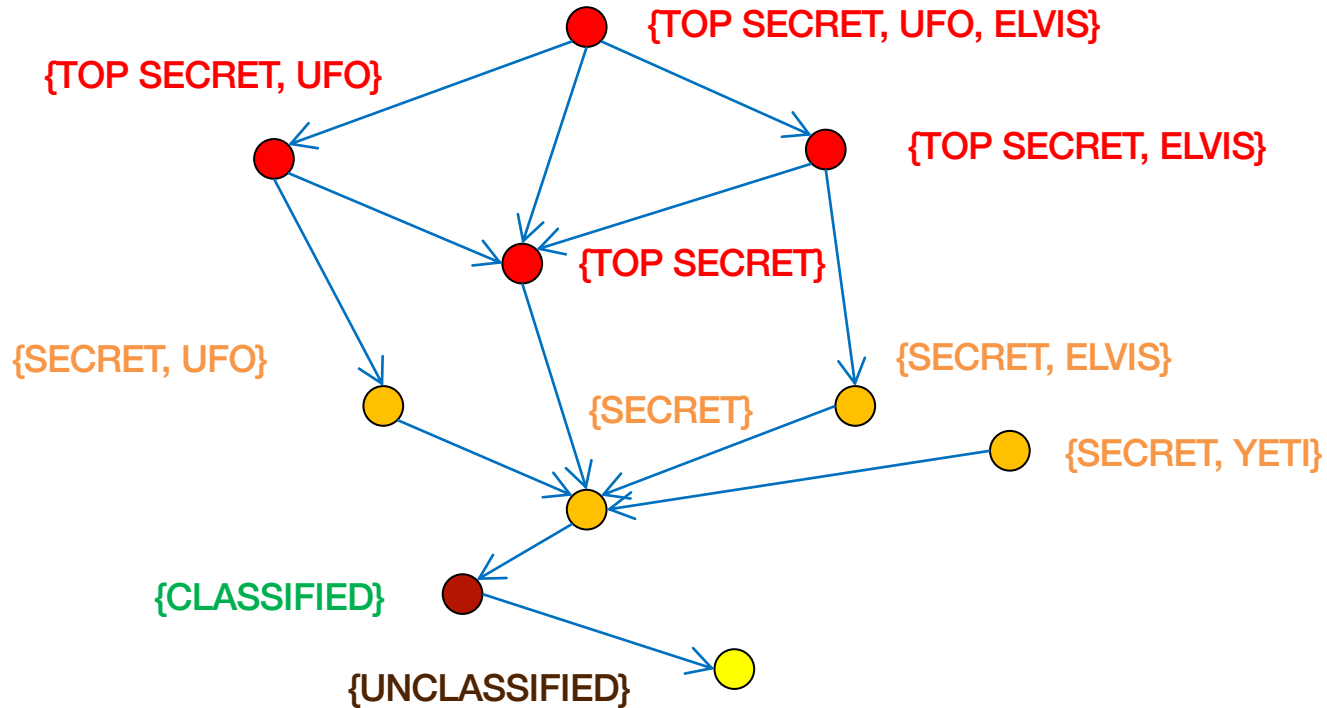 {TOP SECRET, UFO, ELVIS}
{TOP SECRET, UFO}
{TOP SECRET, ELVIS}
{TOP SECRET}
{SECRET, UFO}
{SECRET, ELVIS}
{SECRET}
{SECRET, YETI}
{CLASSIFIED}
{UNCLASSIFIED}